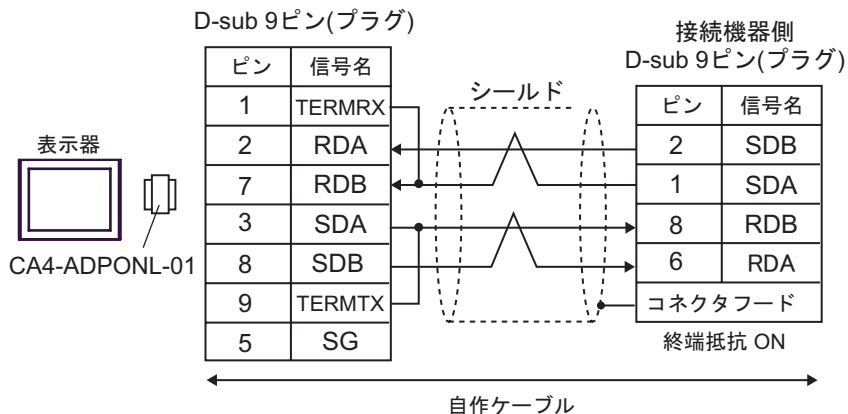 D-sub 9ピン(プラグ)
ピン 信号名
1 TERMRX
2 RDA
7 RDB
3 SDA
8 SDB
9 TERMTX
5 SG
表示器
CA4-ADPONL-01
シールド
接続機器側
D-sub 9ピン(プラグ)
ピン 信号名
2 SDB
1 SDA
8 RDB
6 RDA
コネクタフード
終端抵抗 ON
自作ケーブル